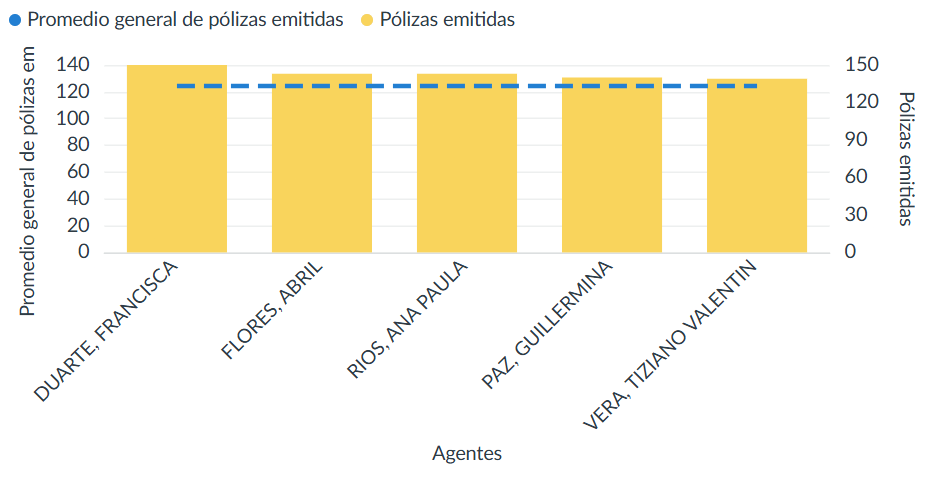 Promedio general de pólizas emitidas Pólizas emitidas
Promedio general de pólizas em
140
120
100
80
60
40
20
0
150
120
90
60
30
0
Pólizas emitidas
DUARTE, FRANCISCA
FLORES, ABRIL
RIOS, ANA PAULA
PAZ, GUILLERMINA
VERA, TIZIANO VALENTIN
Agentes